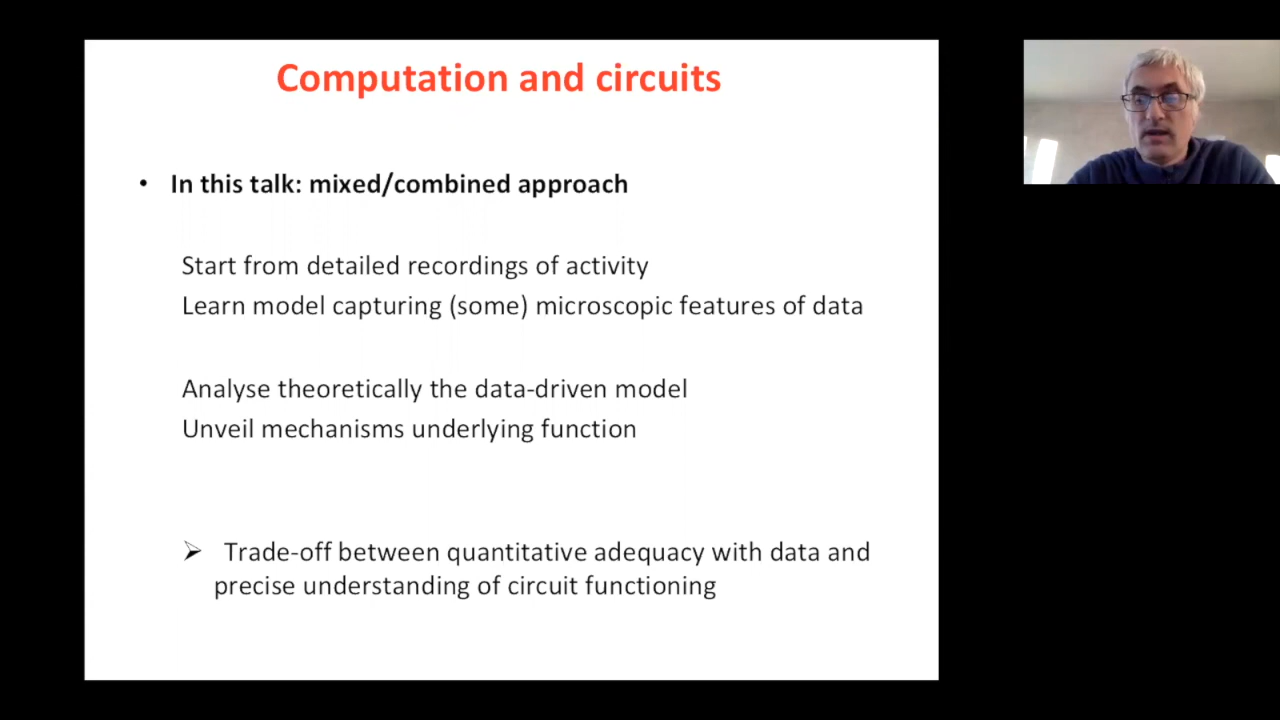 Computation and circuits
• In this talk: mixed/combined approach
Start from detailed recordings of activity
Learn model capturing (some) microscopic features of data
Analyse theoretically the data-driven model
Unveil mechanisms underlying function
➢ Trade-off between quantitative adequacy with data and
precise understanding of circuit functioning